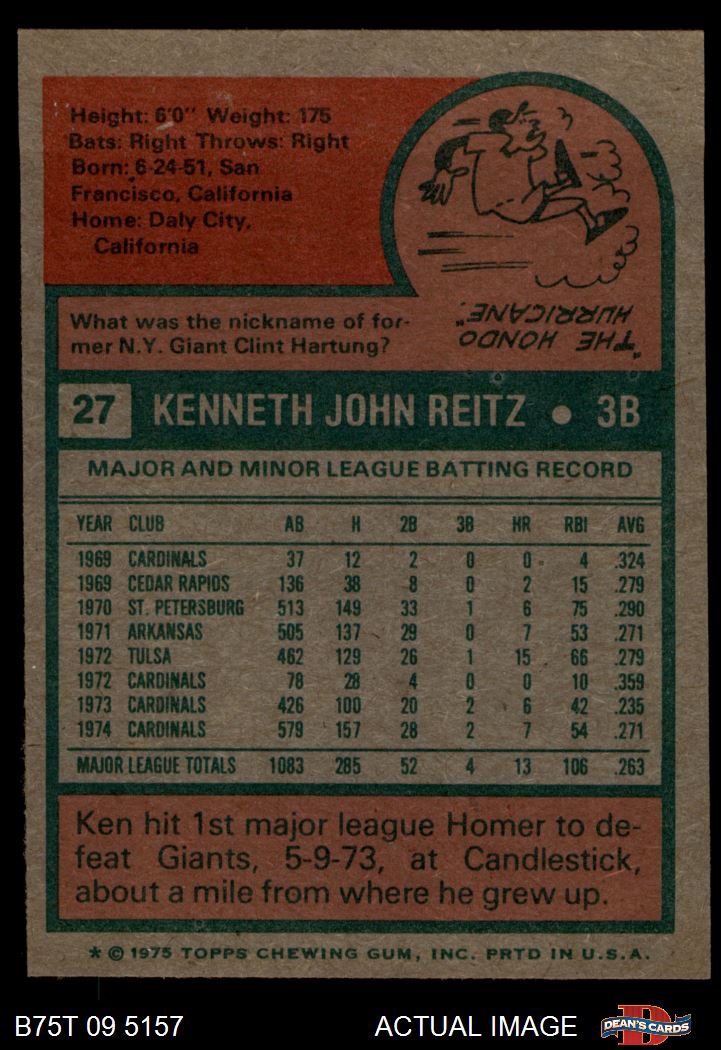 Height: 6'0" Weight: 175
Bats: Right Throws: Right
Born: 6-24-51, San
Francisco, California
Home: Daly City,
California
What was the nickname of for-
mer N.Y. Giant Clint Hartung?
"THE HONDO
HURRICANE."
27 KENNETH JOHN REITZ • 3B
MAJOR AND MINOR LEAGUE BATTING RECORD
YEAR CLUB AB H 2B 3B HR RBI AVG
1969 CARDINALS 37 12 2 0 0 4 .324
1969 CEDAR RAPIDS 136 38 8 0 2 15 .279
1970 ST. PETERSBURG 513 149 33 1 6 75 .290
1971 ARKANSAS 505 137 29 0 7 53 .271
1972 TULSA 462 129 26 1 15 66 .279
1972 CARDINALS 78 28 4 0 0 10 .359
1973 CARDINALS 426 100 20 2 6 42 .235
1974 CARDINALS 579 157 28 2 7 54 .271
MAJOR LEAGUE TOTALS 1083 285 52 4 13 106 .263
Ken hit 1st major league Homer to de-
feat Giants, 5-9-73, at Candlestick,
about a mile from where he grew up.
* © 1975 TOPPS CHEWING GUM, INC. PRTD IN U.S.A.
B75T 09 5157 ACTUAL IMAGE D DEAN'S CARDS